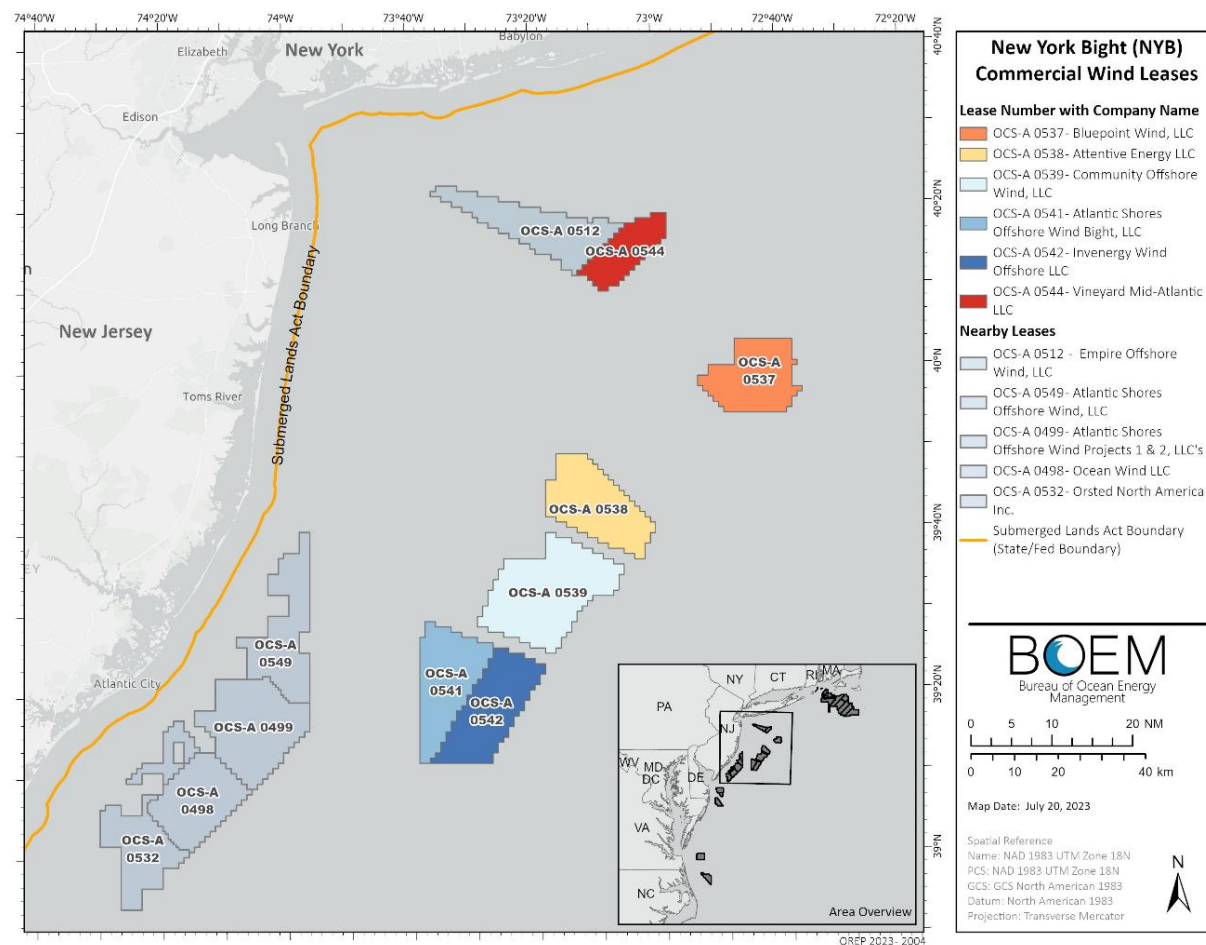 74°40'W 74°20'W 74°0'W 73°40'W 73°20'W 73°0'W 72°40'W 72°20'W
New York
Babylon
Elizabeth
Edison
Long Branch
New Jersey
Toms River
Atlantic City
Submerged Lands Act Boundary
OCS-A 0512
OCS-A 0544
OCS-A
0537
OCS-A 0538
OCS-A 0539
OCS-A
0541
OCS-A
0542
OCS-A
0549
OCS-A 0499
OCS-A
0498
OCS-A
0532
40°40'N
40°20'N
40°0'N
39°40'N
39°20'N
39°0'N
NY
CT
RI
MA
PA
NJ
WV
MD
DC
DE
VA
NC
Area Overview
OREP 2023- 2004
New York Bight (NYB)
Commercial Wind Leases
Lease Number with Company Name
OCS-A 0537- Bluepoint Wind, LLC
OCS-A 0538- Attentive Energy LLC
OCS-A 0539- Community Offshore
Wind, LLC
OCS-A 0541- Atlantic Shores
Offshore Wind Bight, LLC
OCS-A 0542- Invenergy Wind
Offshore LLC
OCS-A 0544- Vineyard Mid-Atlantic
LLC
Nearby Leases
OCS-A 0512 - Empire Offshore
Wind, LLC
OCS-A 0549- Atlantic Shores
Offshore Wind, LLC
OCS-A 0499- Atlantic Shores
Offshore Wind Projects 1 & 2, LLC's
OCS-A 0498- Ocean Wind LLC
OCS-A 0532- Orsted North America
Inc.
Submerged Lands Act Boundary
(State/Fed Boundary)
BOEM
Bureau of Ocean Energy
Management
0 5 10 20 NM
0 10 20 40 km
Map Date: July 20, 2023
Spatial Reference
Name: NAD 1983 UTM Zone 18N
PCS: NAD 1983 UTM Zone 18N
GCS: GCS North American 1983
Datum: North American 1983
Projection: Transverse Mercator
N